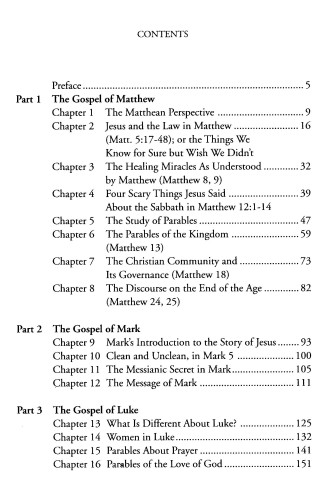 CONTENTS
Preface.......................................................................... 5
Part 1 The Gospel of Matthew
Chapter 1 The Matthean Perspective ............................. 9
Chapter 2 Jesus and the Law in Matthew ..................... 16
(Matt. 5:17-48); or the Things We
Know for Sure but Wish We Didn't
Chapter 3 The Healing Miracles As Understood ........... 32
by Matthew (Matthew 8, 9)
Chapter 4 Four Scary Things Jesus Said ....................... 39
About the Sabbath in Matthew 12:1-14
Chapter 5 The Study of Parables ................................. 47
Chapter 6 The Parables of the Kingdom ...................... 59
(Matthew 13)
Chapter 7 The Christian Community and ................... 73
Its Governance (Matthew 18)
Chapter 8 The Discourse on the End of the Age ........... 82
(Matthew 24, 25)
Part 2 The Gospel of Mark
Chapter 9 Mark's Introduction to the Story of Jesus........ 93
Chapter 10 Clean and Unclean, in Mark 5 .................. 100
Chapter 11 The Messianic Secret in Mark..................... 105
Chapter 12 The Message of Mark ................................ 111
Part 3 The Gospel of Luke
Chapter 13 What Is Different About Luke? .................. 125
Chapter 14 Women in Luke......................................... 132
Chapter 15 Parables About Prayer ................................ 141
Chapter 16 Parables of the Love of God ....................... 151